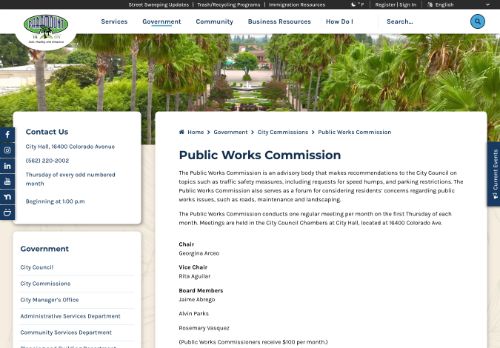 Street Sweeping Updates | Trash/Recycling Programs | Immigration Resources
°F
Register | Sign In
English
PARAMOUNT
Services
Government
Community
Business Resources
How Do I
Search...
Contact Us
City Hall, 16400 Colorado Avenue
(562) 220-2002
Thursday of every odd numbered
month
Beginning at 1:00 p.m
Government
City Council
City Commissions
City Manager's Office
Administrative Services Department
Community Services Department
Planning and Building Department
Home > Government > City Commissions > Public Works Commission
Public Works Commission
The Public Works Commission is an advisory body that makes recommendations to the City Council on
topics such as traffic safety measures, including requests for speed humps, and parking restrictions. The
Public Works Commission also serves as a forum for considering residents' concerns regarding public
works issues, such as roads, maintenance and landscaping.
The Public Works Commission conducts one regular meeting per month on the first Thursday of each
month. Meetings are held in the City Council Chambers at City Hall, located at 16400 Colorado Ave.
Chair
Georgina Arceo
Vice Chair
Rita Aguilar
Board Members
Jaime Abrego
Alvin Parks
Rosemary Vasquez
(Public Works Commissioners receive $100 per month.)
Current Events